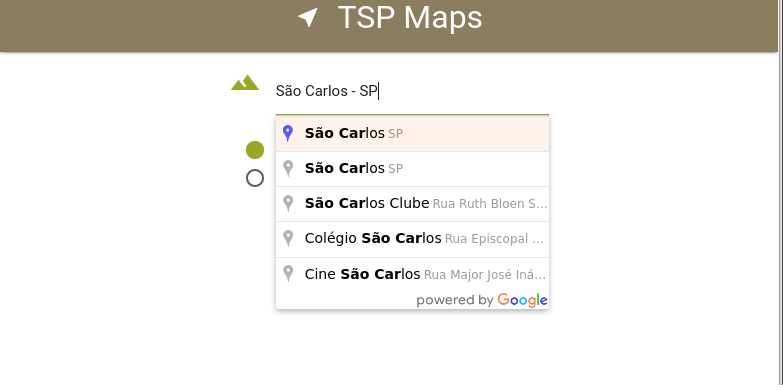 TSP Maps
São Carlos - SP
São Carlos SP
São Carlos SP
São Carlos Clube Rua Ruth Bloen S...
Colégio São Carlos Rua Episcopal ...
Cine São Carlos Rua Major José Iná...
powered by Google